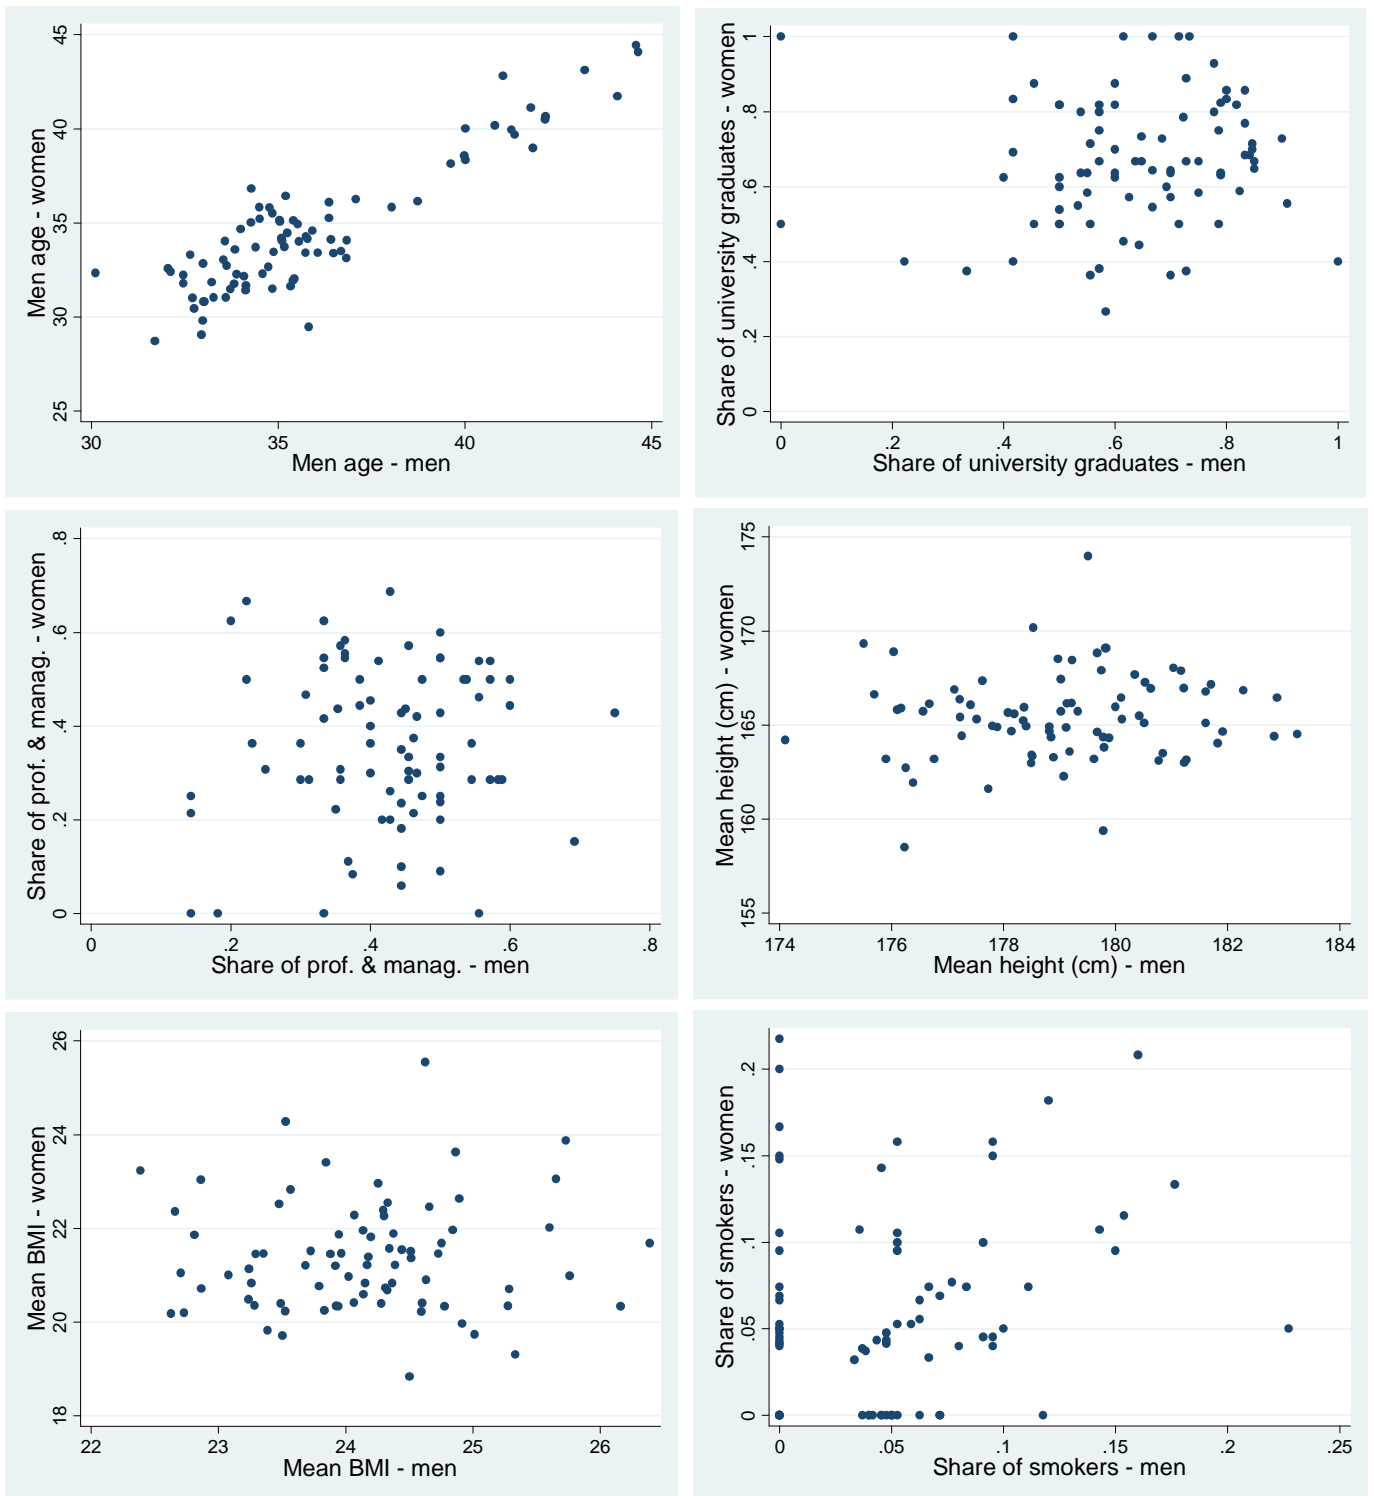 45
40
35
30
25
Men age - women
30 35 40 45
Men age - men
1
.8
.6
.4
.2
0
Share of university graduates - women
0 .2 .4 .6 .8 1
Share of university graduates - men
.8
.6
.4
.2
0
Share of prof. & manag. - women
0 .2 .4 .6 .8
Share of prof. & manag. - men
175
170
165
160
155
Mean height (cm) - women
174 176 178 180 182 184
Mean height (cm) - men
26
24
22
20
18
Mean BMI - women
22 23 24 25 26
Mean BMI - men
.2
.15
.1
.05
0
Share of smokers - women
0 .05 .1 .15 .2 .25
Share of smokers - men